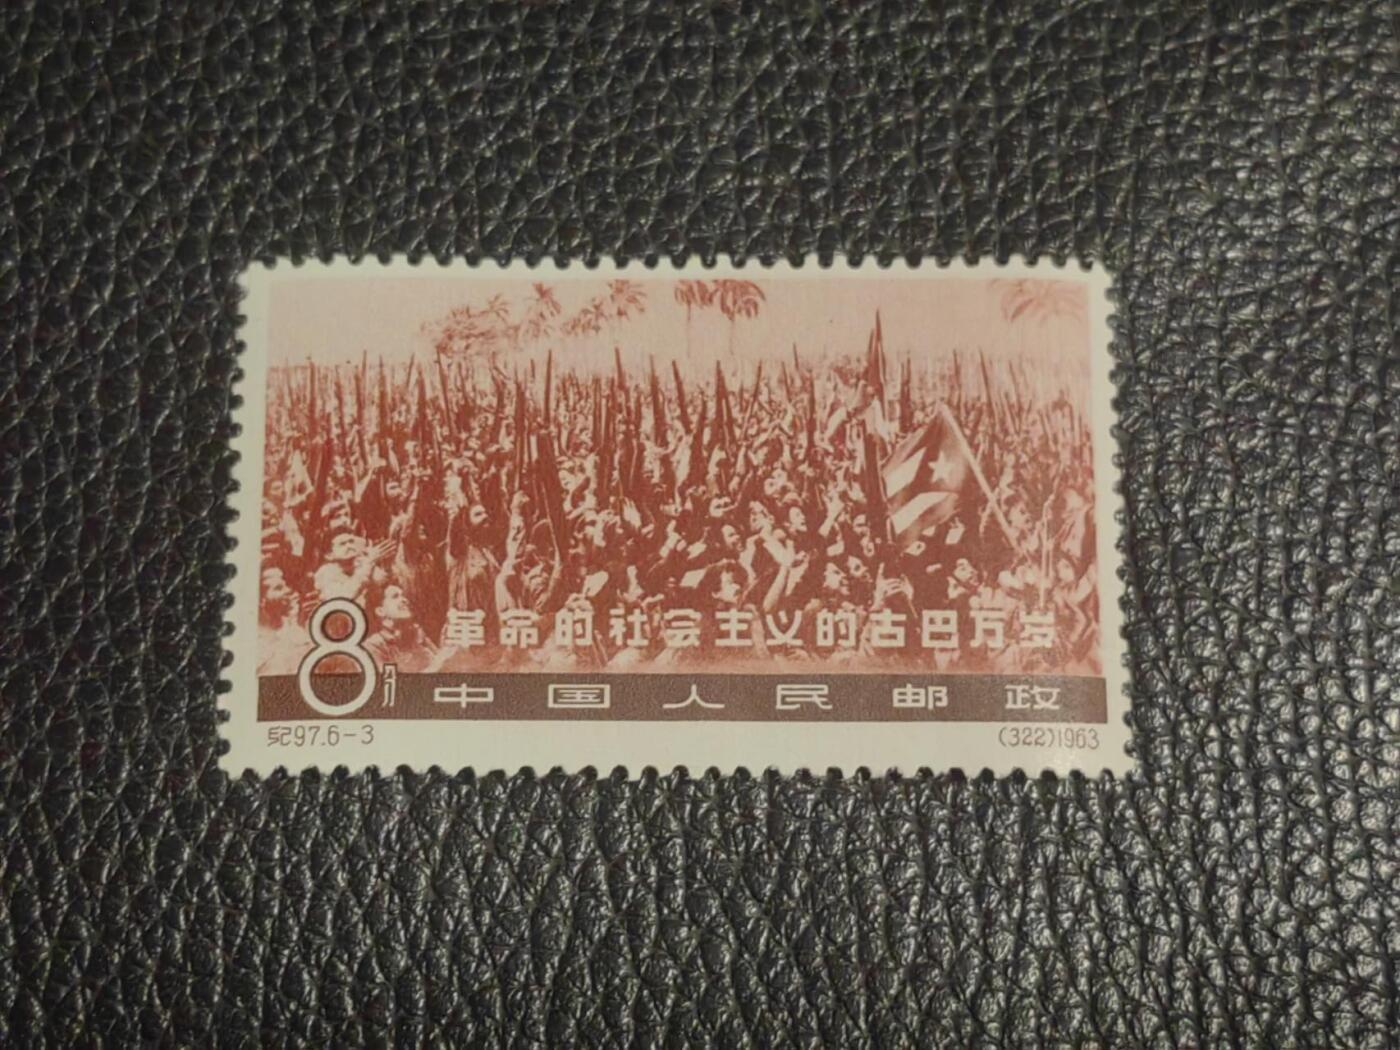 革命的社会主义的古巴万岁
8分 中国人民邮政
纪97.6-3 (322)1963